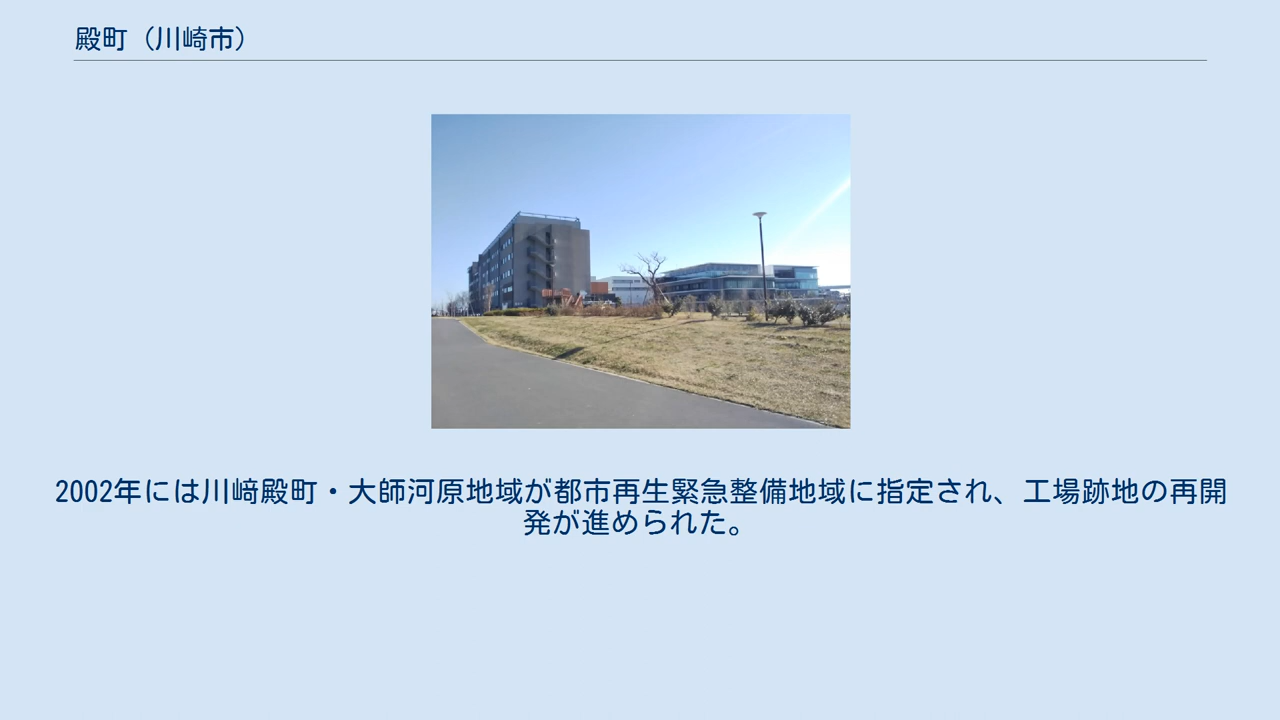 殿町（川崎市）
2002年には川﨑殿町・大師河原地域が都市再生緊急整備地域に指定され、工場跡地の再開
発が進められた。